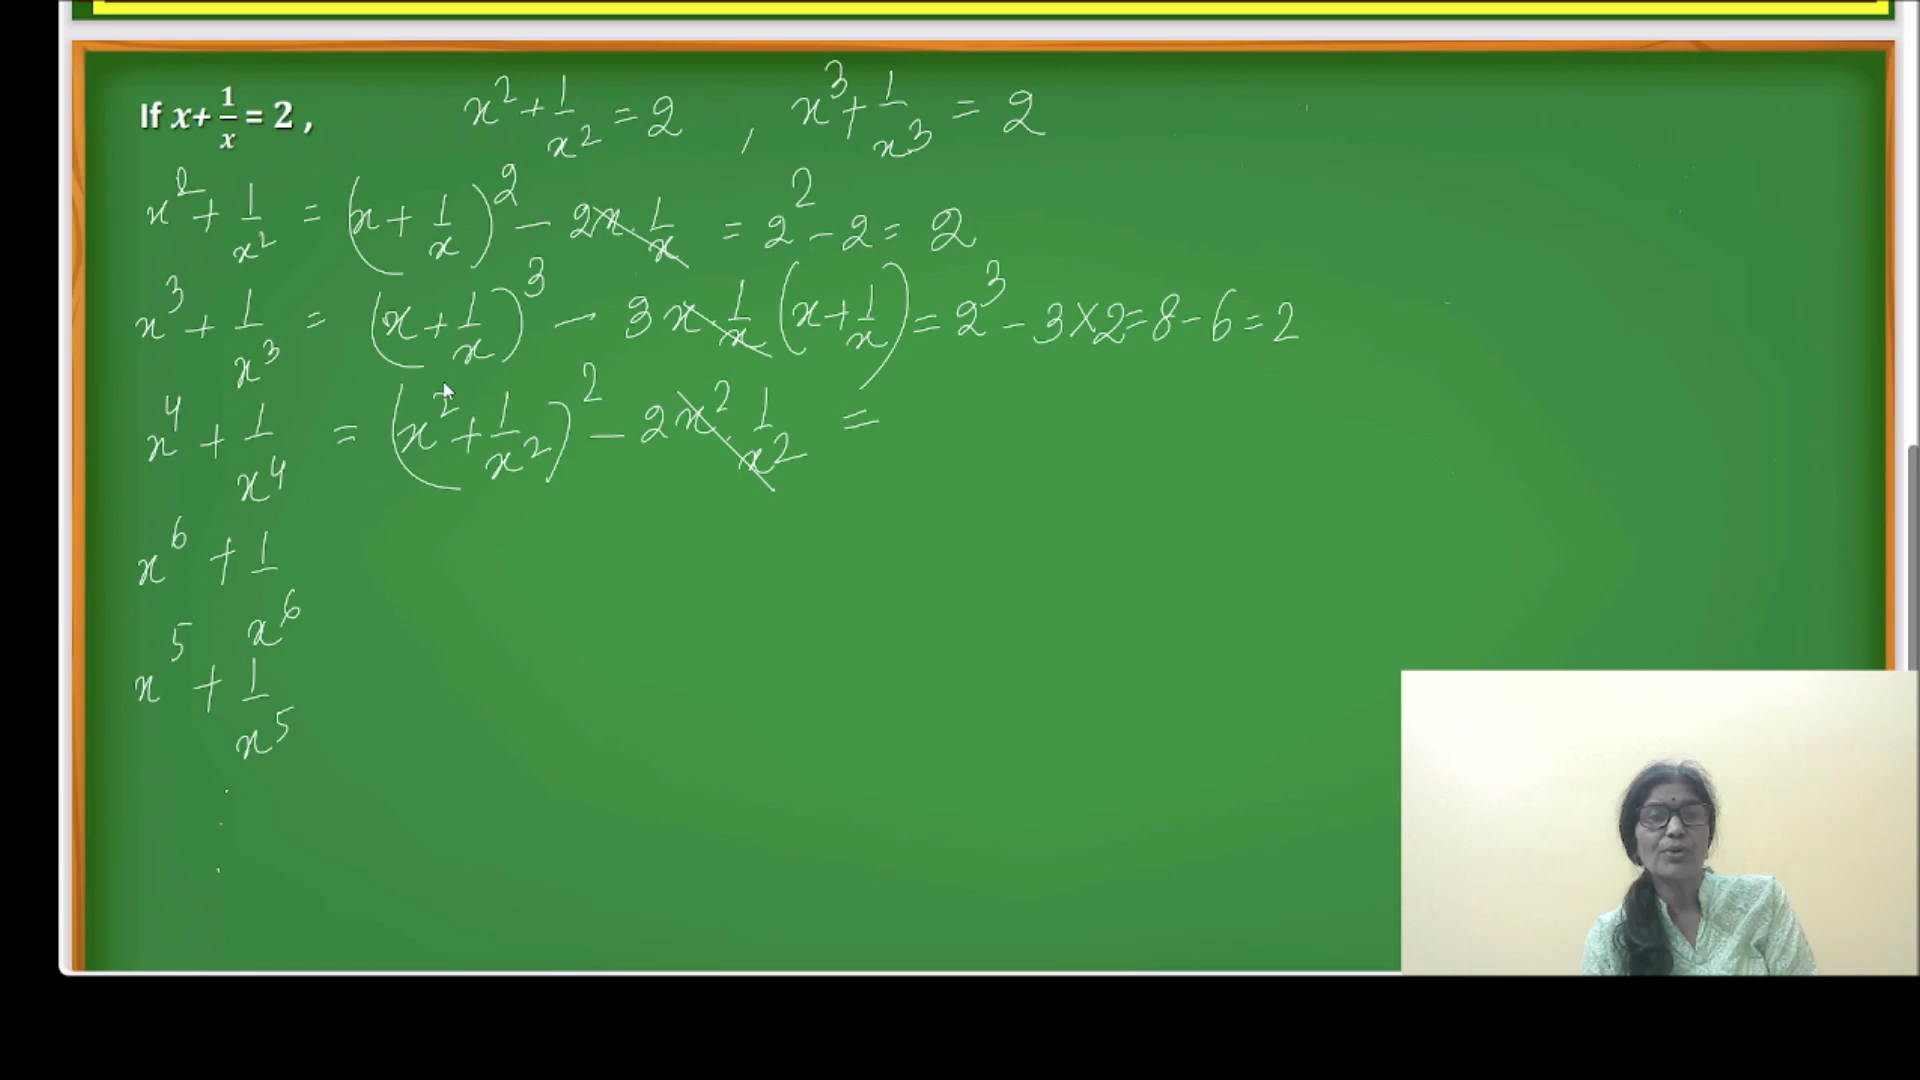 If x + 1/x = 2 , x² + 1/x² = 2 , x³ + 1/x³ = 2
x² + 1/x² = (x + 1/x)² − 2x · 1/x = 2² − 2 = 2
x³ + 1/x³ = (x + 1/x)³ − 3x · 1/x (x + 1/x) = 2³ − 3 × 2 = 8 − 6 = 2
x⁴ + 1/x⁴ = (x² + 1/x²)² − 2x² · 1/x² =
x⁶ + 1/x⁶
x⁵ + 1/x⁵